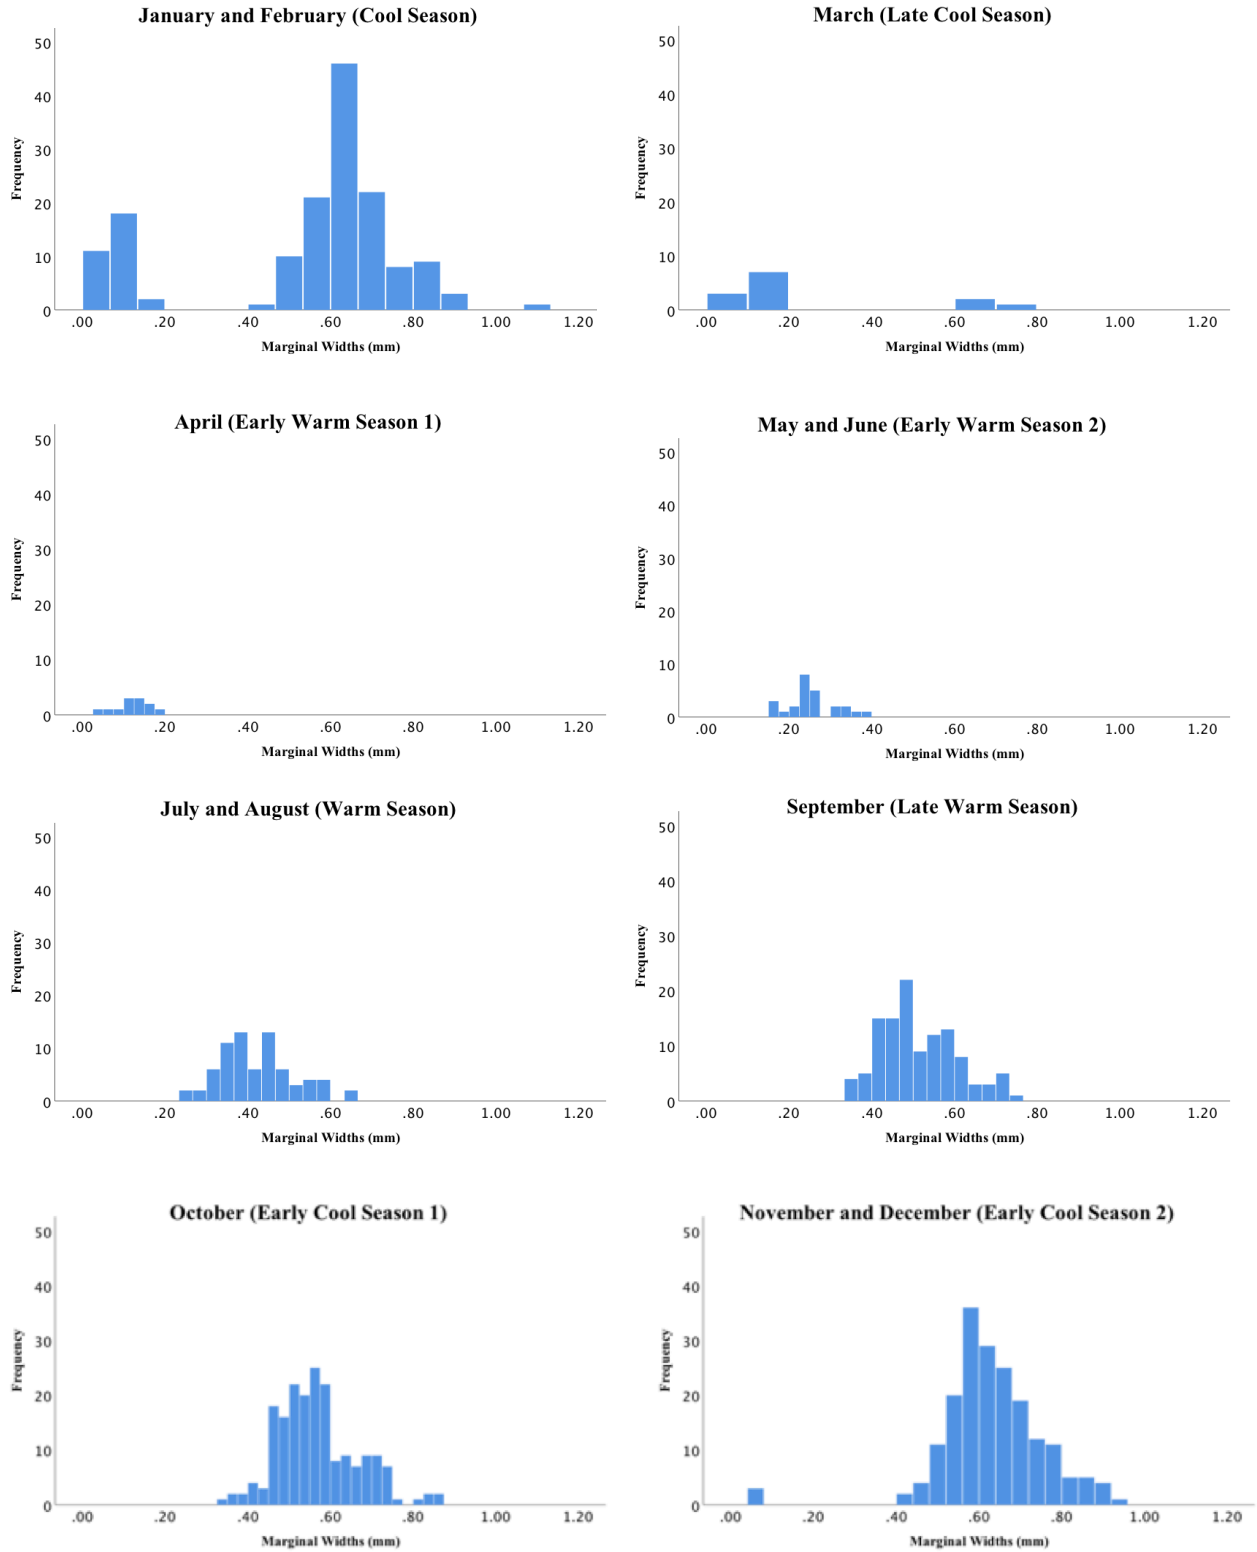 January and February (Cool Season)
50
40
30
20
10
0
Frequency
.00 .20 .40 .60 .80 1.00 1.20
Marginal Widths (mm)
March (Late Cool Season)
50
40
30
20
10
0
Frequency
.00 .20 .40 .60 .80 1.00 1.20
Marginal Widths (mm)
April (Early Warm Season 1)
50
40
30
20
10
0
Frequency
.00 .20 .40 .60 .80 1.00 1.20
Marginal Widths (mm)
May and June (Early Warm Season 2)
50
40
30
20
10
0
Frequency
.00 .20 .40 .60 .80 1.00 1.20
Marginal Widths (mm)
July and August (Warm Season)
50
40
30
20
10
0
Frequency
.00 .20 .40 .60 .80 1.00 1.20
Marginal Widths (mm)
September (Late Warm Season)
50
40
30
20
10
0
Frequency
.00 .20 .40 .60 .80 1.00 1.20
Marginal Widths (mm)
October (Early Cool Season 1)
50
40
30
20
10
0
Frequency
.00 .20 .40 .60 .80 1.00 1.20
Marginal Widths (mm)
November and December (Early Cool Season 2)
50
40
30
20
10
0
Frequency
.00 .20 .40 .60 .80 1.00 1.20
Marginal Widths (mm)